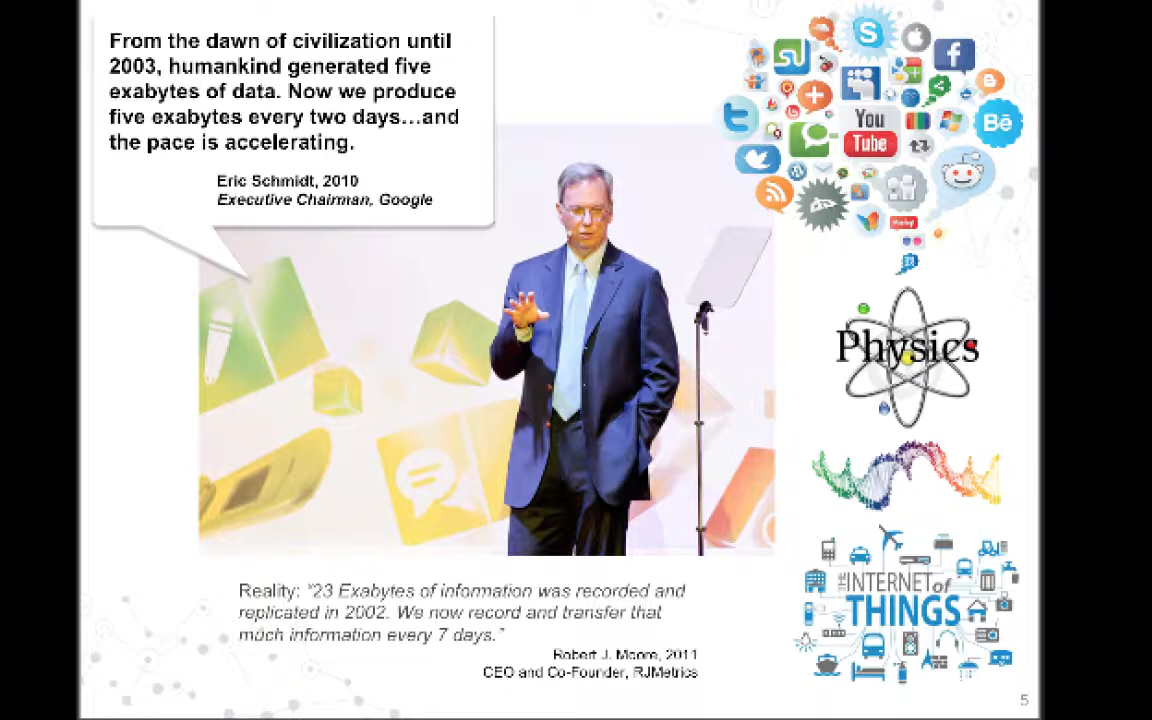 From the dawn of civilization until
2003, humankind generated five
exabytes of data. Now we produce
five exabytes every two days…and
the pace is accelerating.
Eric Schmidt, 2010
Executive Chairman, Google
You
Tube
Bē
Physics
THE INTERNET of
THINGS
Reality: “23 Exabytes of information was recorded and
replicated in 2002. We now record and transfer that
much information every 7 days.”
Robert J. Moore, 2011
CEO and Co-Founder, RJMetrics
5